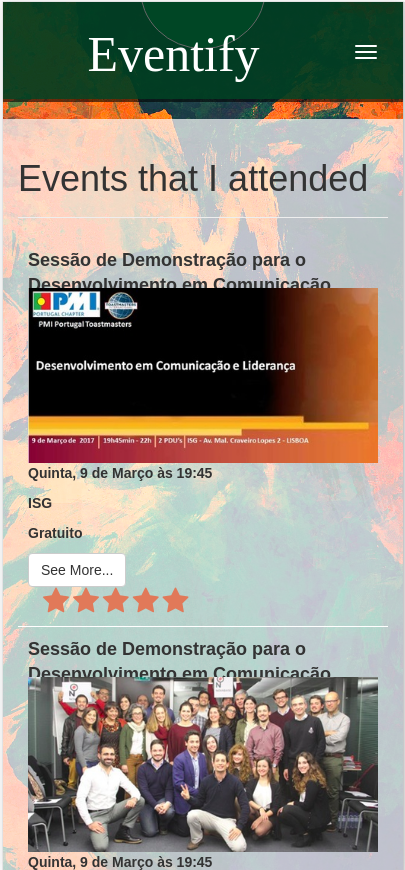 Eventify
Events that I attended
Sessão de Demonstração para o
Desenvolvimento em Comunicação
PMI
PORTUGAL CHAPTER
TOASTMASTERS
PMI Portugal Toastmasters
Desenvolvimento em Comunicação e Liderança
9 de Março de 2017 | 19h45min - 22h | 2 PDU's | ISG - Av. Mal. Craveiro Lopes 2 - LISBOA
Quinta, 9 de Março às 19:45
ISG
Gratuito
See More...
Sessão de Demonstração para o
Desenvolvimento em Comunicação
Quinta, 9 de Março às 19:45